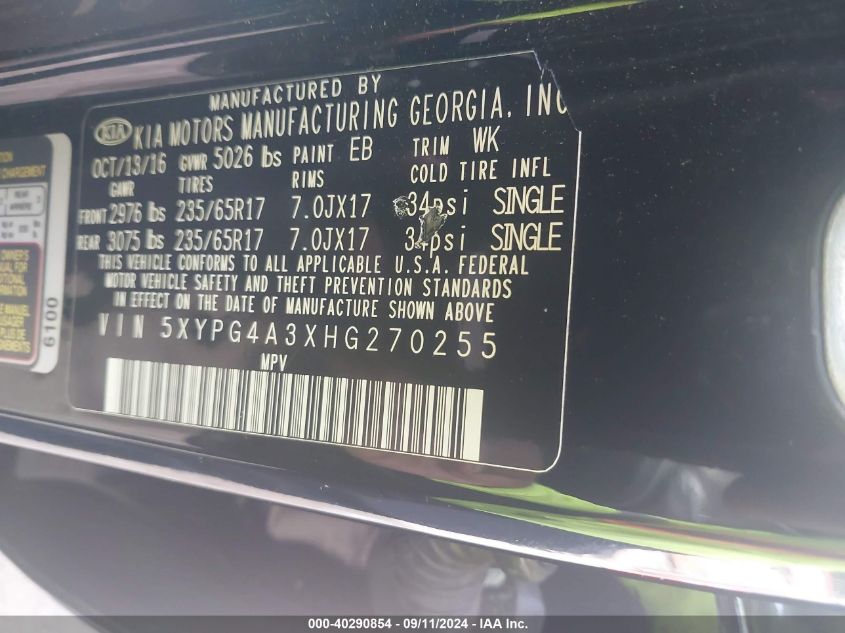 MANUFACTURED BY
KIA KIA MOTORS MANUFACTURING GEORGIA, INC
OCT/13/16 GVWR 5026 lbs PAINT EB TRIM WK
GAWR TIRES RIMS COLD TIRE INFL
FRONT 2976 lbs 235/65R17 7.0JX17 34psi SINGLE
REAR 3075 lbs 235/65R17 7.0JX17 34psi SINGLE
THIS VEHICLE CONFORMS TO ALL APPLICABLE U.S.A. FEDERAL
MOTOR VEHICLE SAFETY AND THEFT PREVENTION STANDARDS
IN EFFECT ON THE DATE OF MANUFACTURE SHOWN ABOVE
VIN 5XYPG4A3XHG270255
MPV
6100
000-40290854 / 09/11/2024 - IAA Inc.